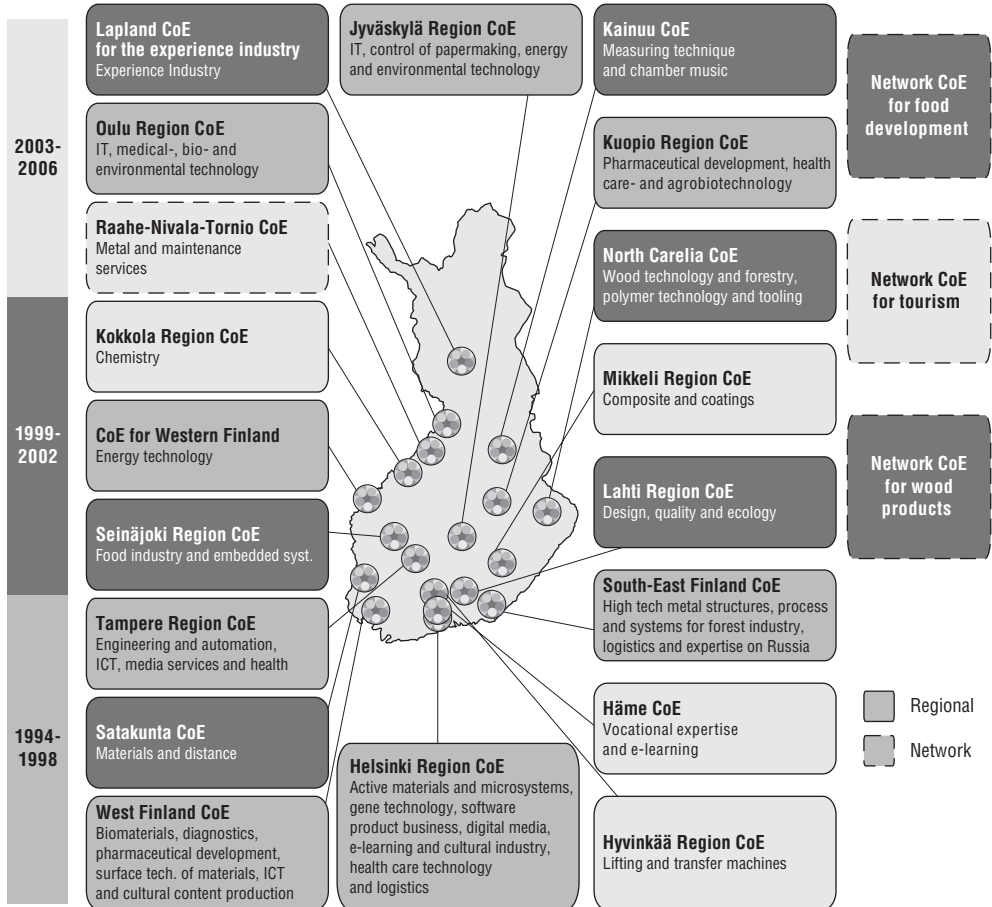 2003-
2006
1999-
2002
1994-
1998
Lapland CoE
for the experience industry
Experience Industry
Oulu Region CoE
IT, medical-, bio- and
environmental technology
Raahe-Nivala-Tornio CoE
Metal and maintenance
services
Kokkola Region CoE
Chemistry
CoE for Western Finland
Energy technology
Seinäjoki Region CoE
Food industry and embedded syst.
Tampere Region CoE
Engineering and automation,
ICT, media services and health
Satakunta CoE
Materials and distance
West Finland CoE
Biomaterials, diagnostics,
pharmaceutical development,
surface tech. of materials, ICT
and cultural content production
Jyväskylä Region CoE
IT, control of papermaking, energy
and environmental technology
Helsinki Region CoE
Active materials and microsystems,
gene technology, software
product business, digital media,
e-learning and cultural industry,
health care technology
and logistics
Kainuu CoE
Measuring technique
and chamber music
Kuopio Region CoE
Pharmaceutical development, health
care- and agrobiotechnology
North Carelia CoE
Wood technology and forestry,
polymer technology and tooling
Mikkeli Region CoE
Composite and coatings
Lahti Region CoE
Design, quality and ecology
South-East Finland CoE
High tech metal structures, process
and systems for forest industry,
logistics and expertise on Russia
Häme CoE
Vocational expertise
and e-learning
Hyvinkää Region CoE
Lifting and transfer machines
Network CoE
for food
development
Network CoE
for tourism
Network CoE
for wood
products
Regional
Network